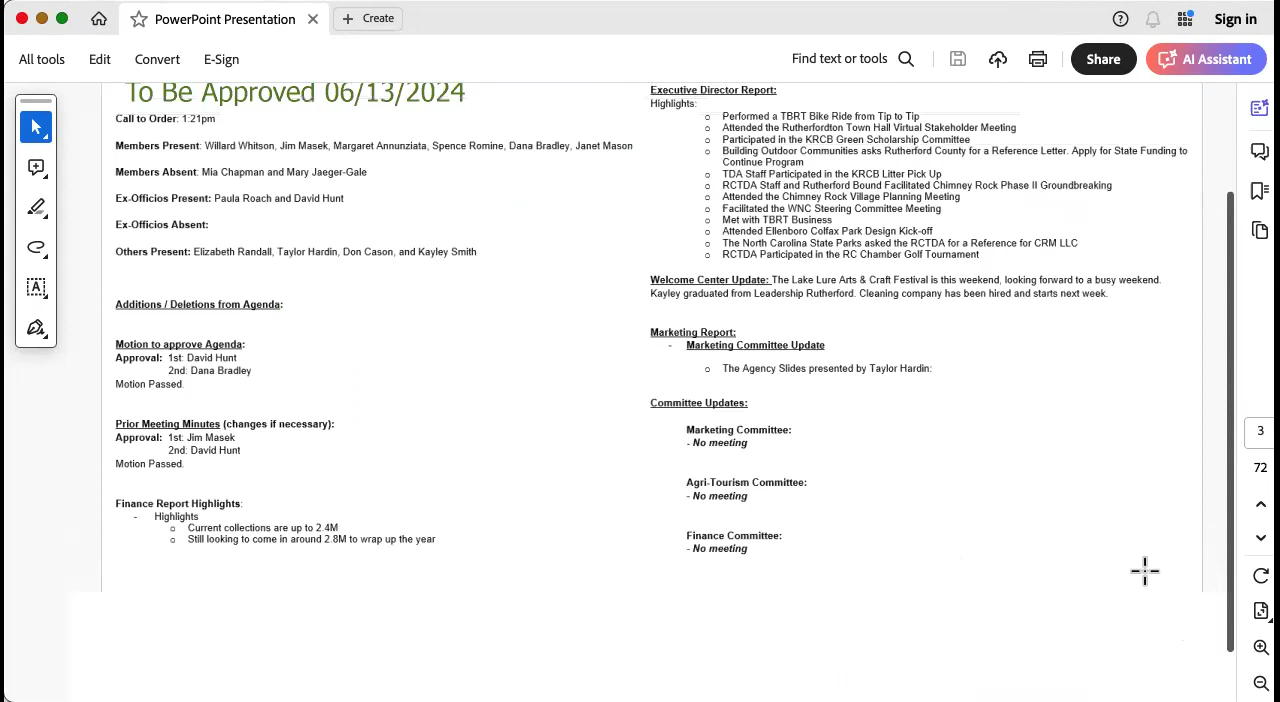 PowerPoint Presentation
Create
Sign in
All tools
Edit
Convert
E-Sign
Find text or tools
Share
AI Assistant
To Be Approved 06/13/2024
Call to Order: 1:21pm
Members Present: Willard Whitson, Jim Masek, Margaret Annunziata, Spence Romine, Dana Bradley, Janet Mason
Members Absent: Mia Chapman and Mary Jaeger-Gale
Ex-Officios Present: Paula Roach and David Hunt
Ex-Officios Absent:
Others Present: Elizabeth Randall, Taylor Hardin, Don Cason, and Kayley Smith
Additions / Deletions from Agenda:
Motion to approve Agenda:
Approval: 1st: David Hunt
2nd: Dana Bradley
Motion Passed.
Prior Meeting Minutes (changes if necessary):
Approval: 1st: Jim Masek
2nd: David Hunt
Motion Passed.
Finance Report Highlights:
- Highlights
o Current collections are up to 2.4M
o Still looking to come in around 2.8M to wrap up the year
Executive Director Report:
Highlights:
o Performed a TBRT Bike Ride from Tip to Tip
o Attended the Rutherfordton Town Hall Virtual Stakeholder Meeting
o Participated in the KRCB Green Scholarship Committee
o Building Outdoor Communities asks Rutherford County for a Reference Letter. Apply for State Funding to
Continue Program
o TDA Staff Participated in the KRCB Litter Pick Up
o RCTDA Staff and Rutherford Bound Facilitated Chimney Rock Phase II Groundbreaking
o Attended the Chimney Rock Village Planning Meeting
o Facilitated the WNC Steering Committee Meeting
o Met with TBRT Business
o Attended Ellenboro Colfax Park Design Kick-off
o The North Carolina State Parks asked the RCTDA for a Reference for CRM LLC
o RCTDA Participated in the RC Chamber Golf Tournament
Welcome Center Update: The Lake Lure Arts & Craft Festival is this weekend, looking forward to a busy weekend.
Kayley graduated from Leadership Rutherford. Cleaning company has been hired and starts next week.
Marketing Report:
- Marketing Committee Update
o The Agency Slides presented by Taylor Hardin:
Committee Updates:
Marketing Committee:
- No meeting
Agri-Tourism Committee:
- No meeting
Finance Committee:
- No meeting
3
72